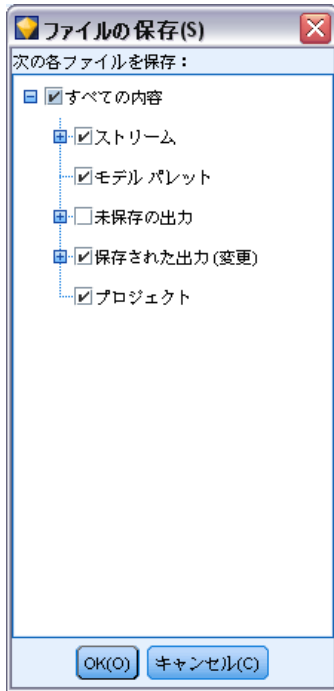 ファイルの保存(S)
次の各ファイルを保存：
すべての内容
ストリーム
モデル パレット
未保存の出力
保存された出力(変更)
プロジェクト
OK(O) キャンセル(C)